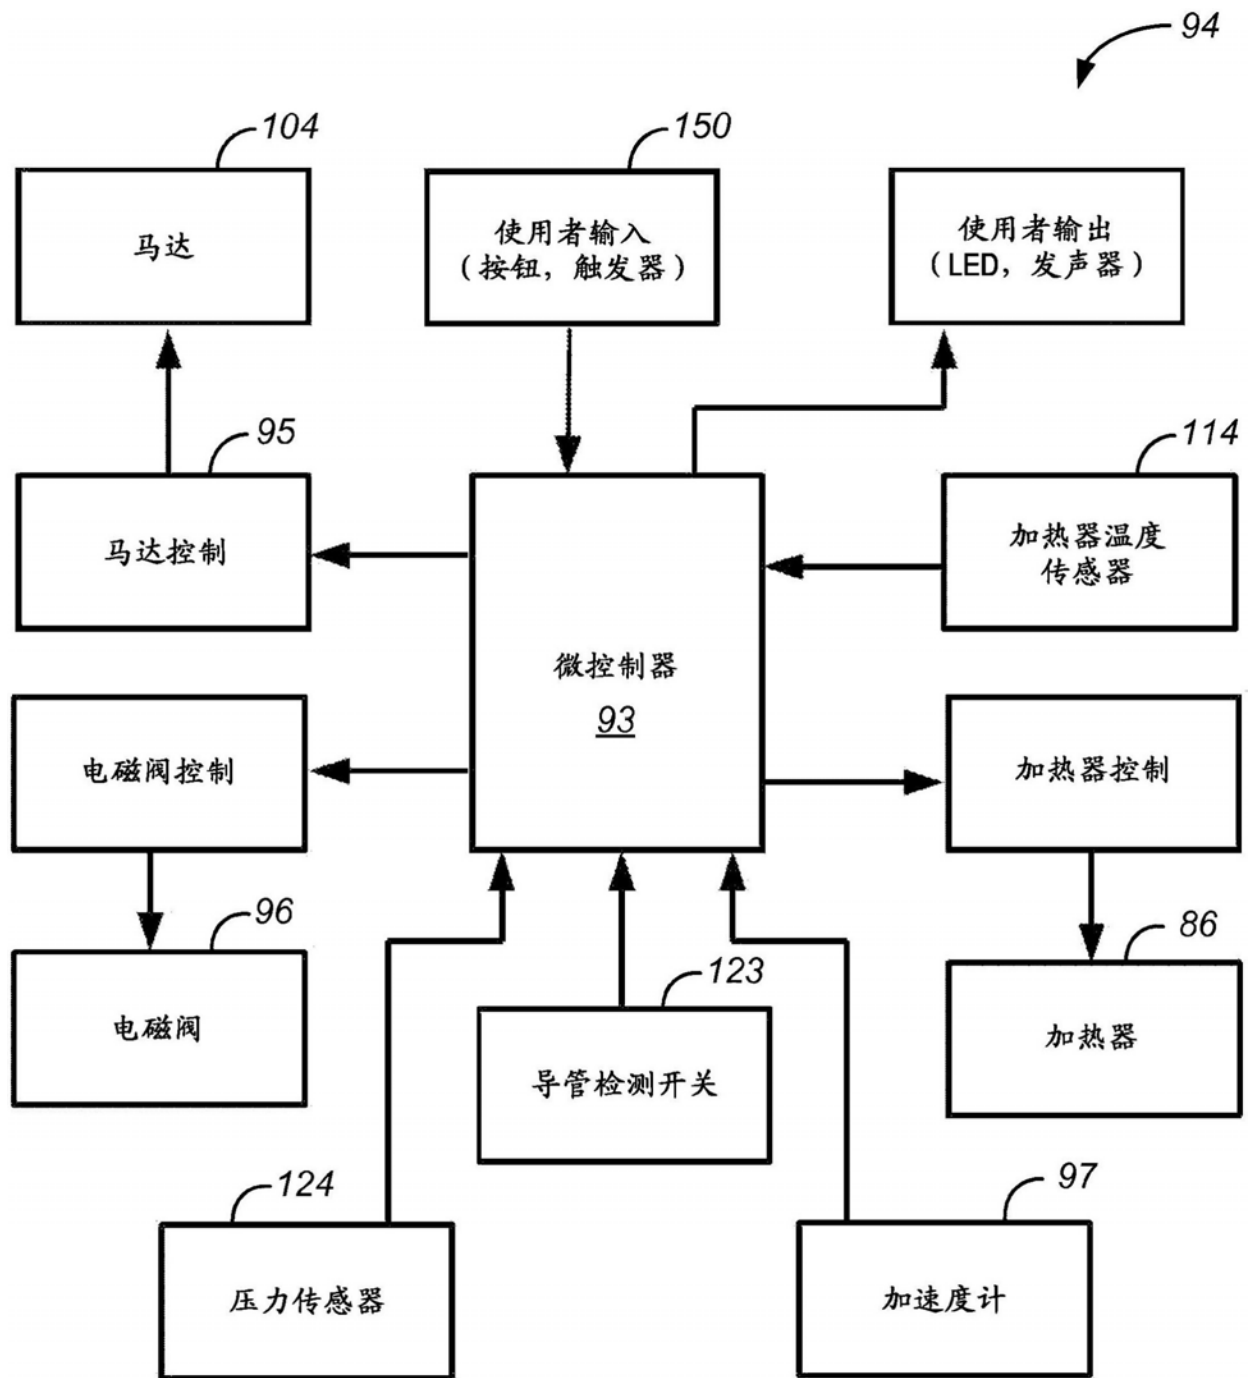 94
104
150
马达
使用者输入
（按钮，触发器）
使用者输出
（LED，发声器）
95
114
马达控制
加热器温度
传感器
微控制器
93
电磁阀控制
加热器控制
96
86
123
电磁阀
加热器
导管检测开关
124
97
压力传感器
加速度计